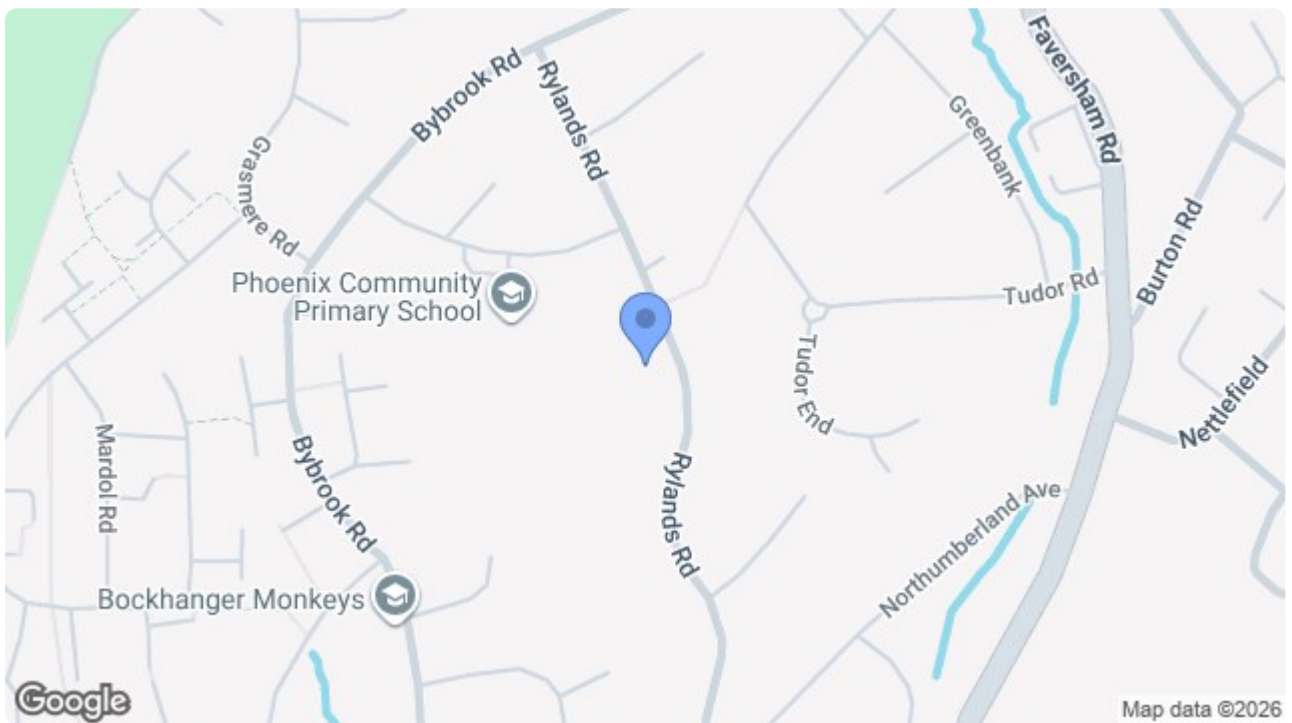 Bybrook Rd
Rylands Rd
Faversham Rd
Greenbank
Grasmere Rd
Burton Rd
Phoenix Community
Primary School
Tudor Rd
Tudor End
Nettlefield
Mardol Rd
Bybrook Rd
Rylands Rd
Northumberland Ave
Bockhanger Monkeys
Google
Map data ©2026